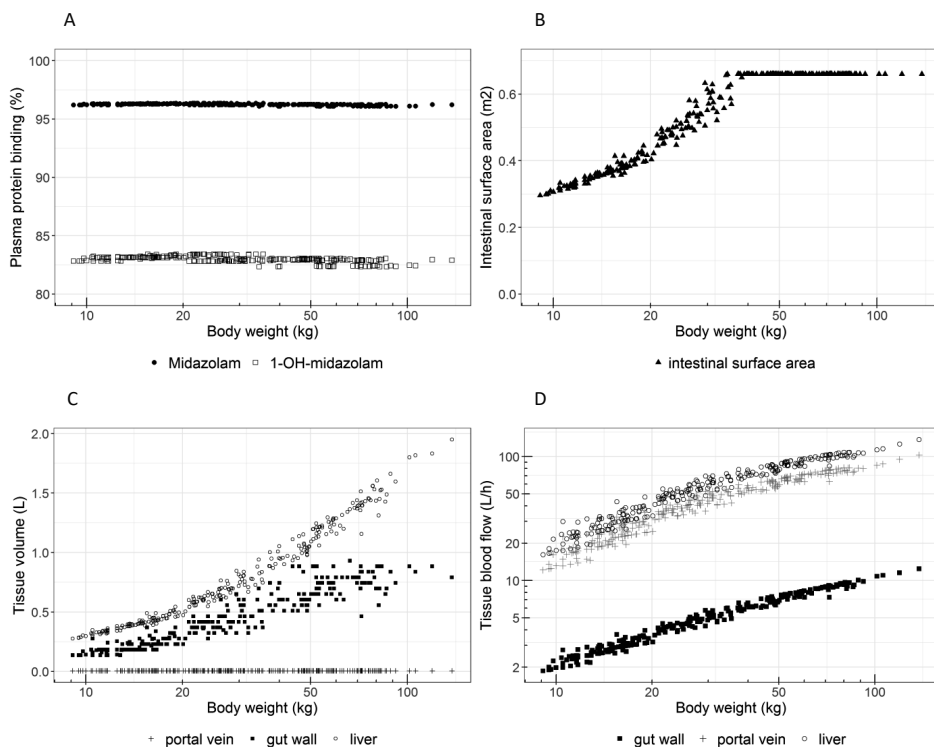 A
Plasma protein binding (%)
100
95
90
85
80
10 20 50 100
Body weight (kg)
Midazolam 1-OH-midazolam
B
Intestinal surface area (m2)
0.6
0.4
0.2
0.0
10 20 50 100
Body weight (kg)
intestinal surface area
C
Tissue volume (L)
2.0
1.5
1.0
0.5
0.0
10 20 50 100
Body weight (kg)
portal vein gut wall liver
D
Tissue blood flow (L/h)
100
50
20
10
5
2
10 20 50 100
Body weight (kg)
gut wall portal vein liver